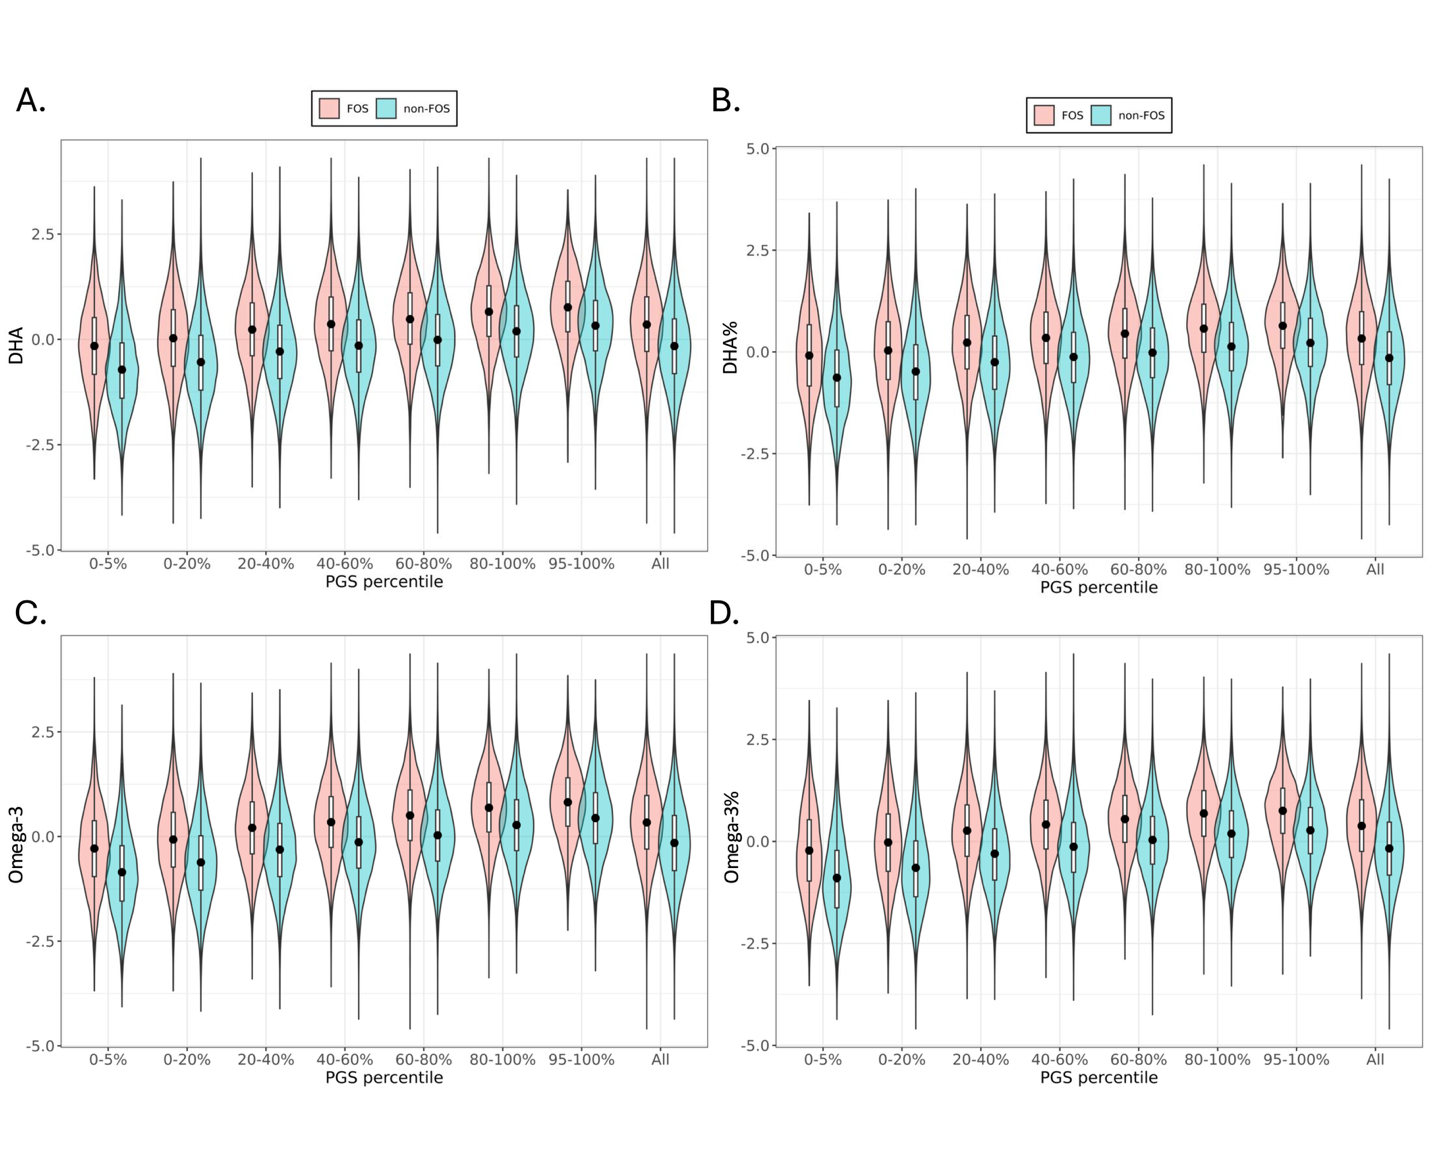 A.
FOS non-FOS
DHA
2.5
0.0
-2.5
-5.0
0-5% 0-20% 20-40% 40-60% 60-80% 80-100% 95-100% All
PGS percentile
B.
FOS non-FOS
DHA%
5.0
2.5
0.0
-2.5
-5.0
0-5% 0-20% 20-40% 40-60% 60-80% 80-100% 95-100% All
PGS percentile
C.
Omega-3
2.5
0.0
-2.5
-5.0
0-5% 0-20% 20-40% 40-60% 60-80% 80-100% 95-100% All
PGS percentile
D.
Omega-3%
5.0
2.5
0.0
-2.5
-5.0
0-5% 0-20% 20-40% 40-60% 60-80% 80-100% 95-100% All
PGS percentile